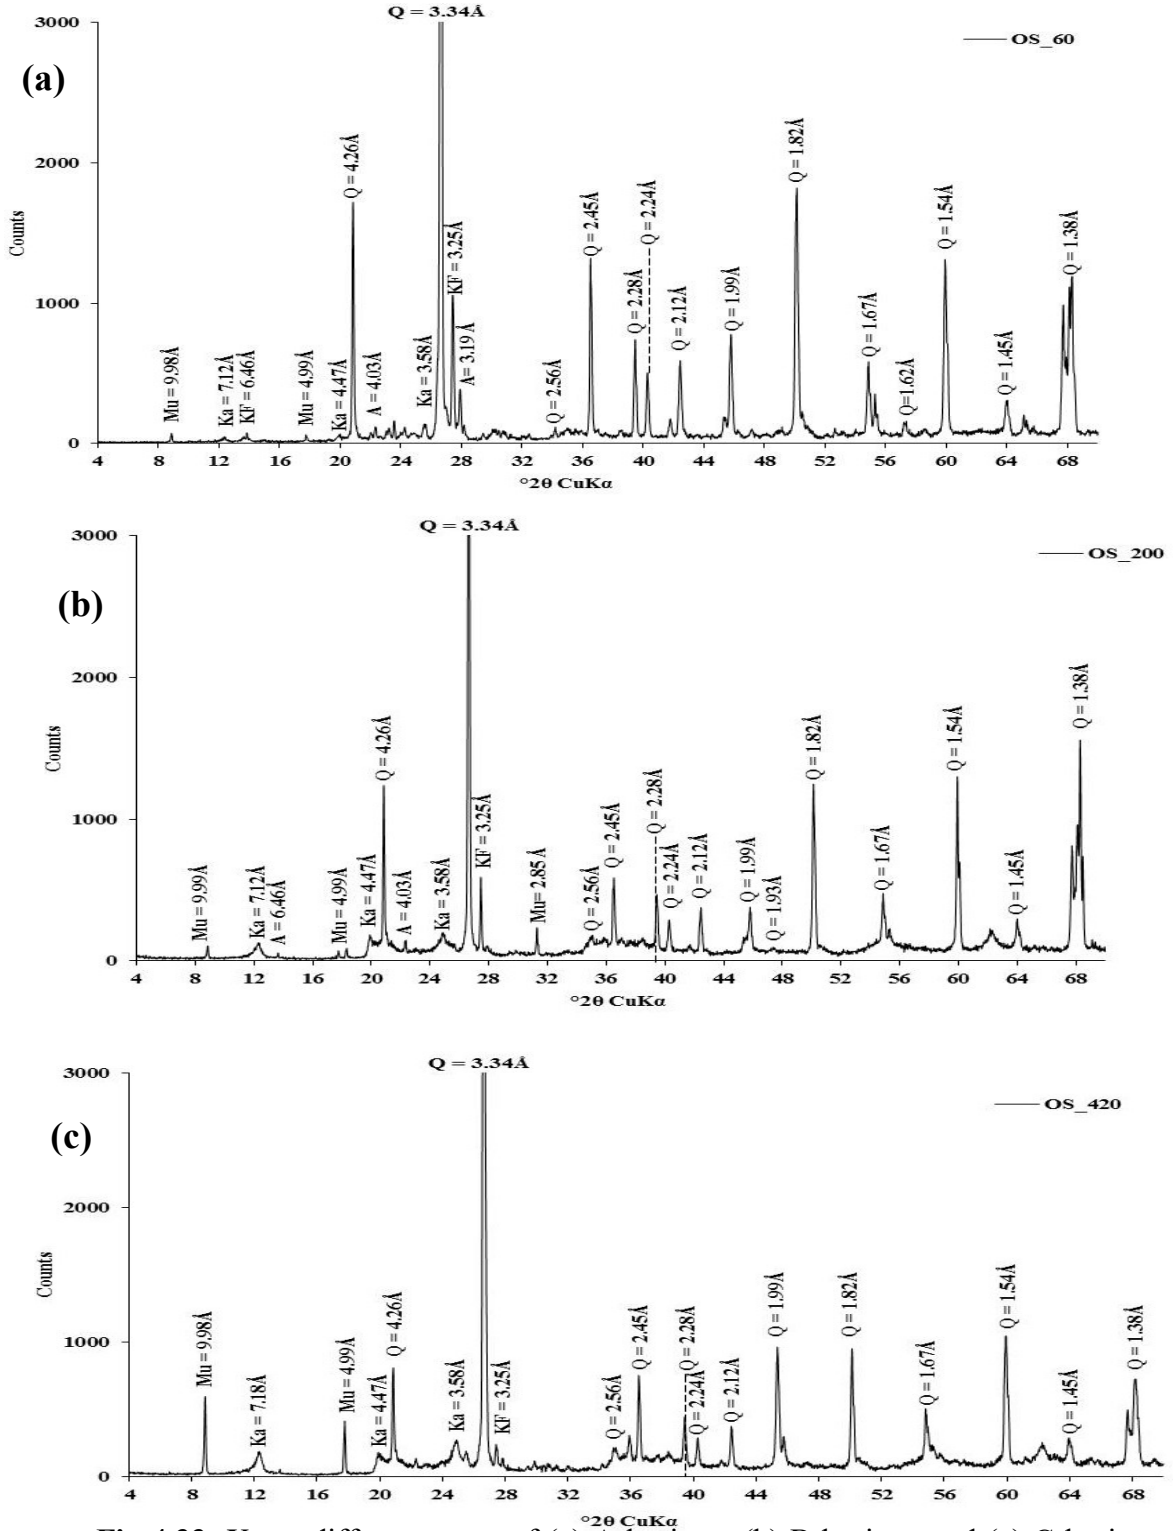 Q = 3.34Å
3000
OS_60
(a)
2000
1000
0
Counts
Mu = 9.98Å
Ka = 7.12Å
KF = 6.46Å
Mu = 4.99Å
Ka = 4.47Å
Q = 4.26Å
A = 4.03Å
Ka = 3.58Å
KF = 3.25Å
A = 3.19 Å
Q = 2.56Å
Q = 2.45Å
Q = 2.28Å
Q = 2.24Å
Q = 2.12Å
Q = 1.99Å
Q = 1.82Å
Q = 1.67Å
Q = 1.62Å
Q = 1.54Å
Q = 1.45Å
Q = 1.38Å
4 8 12 16 20 24 28 32 36 40 44 48 52 56 60 64 68
°2θ CuKα
Q = 3.34Å
3000
OS_200
(b)
2000
1000
0
Counts
Mu = 9.99Å
Ka = 7.12Å
A = 6.46Å
Mu = 4.99Å
Ka = 4.47Å
Q = 4.26Å
A = 4.03Å
Ka = 3.58Å
KF = 3.25Å
Mu= 2.85 Å
Q = 2.56Å
Q = 2.45Å
Q = 2.28Å
Q = 2.24Å
Q = 2.12Å
Q = 1.99Å
Q = 1.93Å
Q = 1.82Å
Q = 1.67Å
Q = 1.54Å
Q = 1.45Å
Q = 1.38Å
4 8 12 16 20 24 28 32 36 40 44 48 52 56 60 64 68
°2θ CuKα
Q = 3.34Å
3000
OS_420
(c)
2000
1000
0
Counts
Mu = 9.98Å
Ka = 7.18Å
Mu = 4.99Å
Ka = 4.47Å
Q = 4.26Å
Ka = 3.58Å
KF = 3.25Å
Q = 2.56Å
Q = 2.45Å
Q = 2.28Å
Q = 2.24Å
Q = 2.12Å
Q = 1.99Å
Q = 1.82Å
Q = 1.67Å
Q = 1.54Å
Q = 1.45Å
Q = 1.38Å
4 8 12 16 20 24 28 32 36 40 44 48 52 56 60 64 68
°2θ CuKα